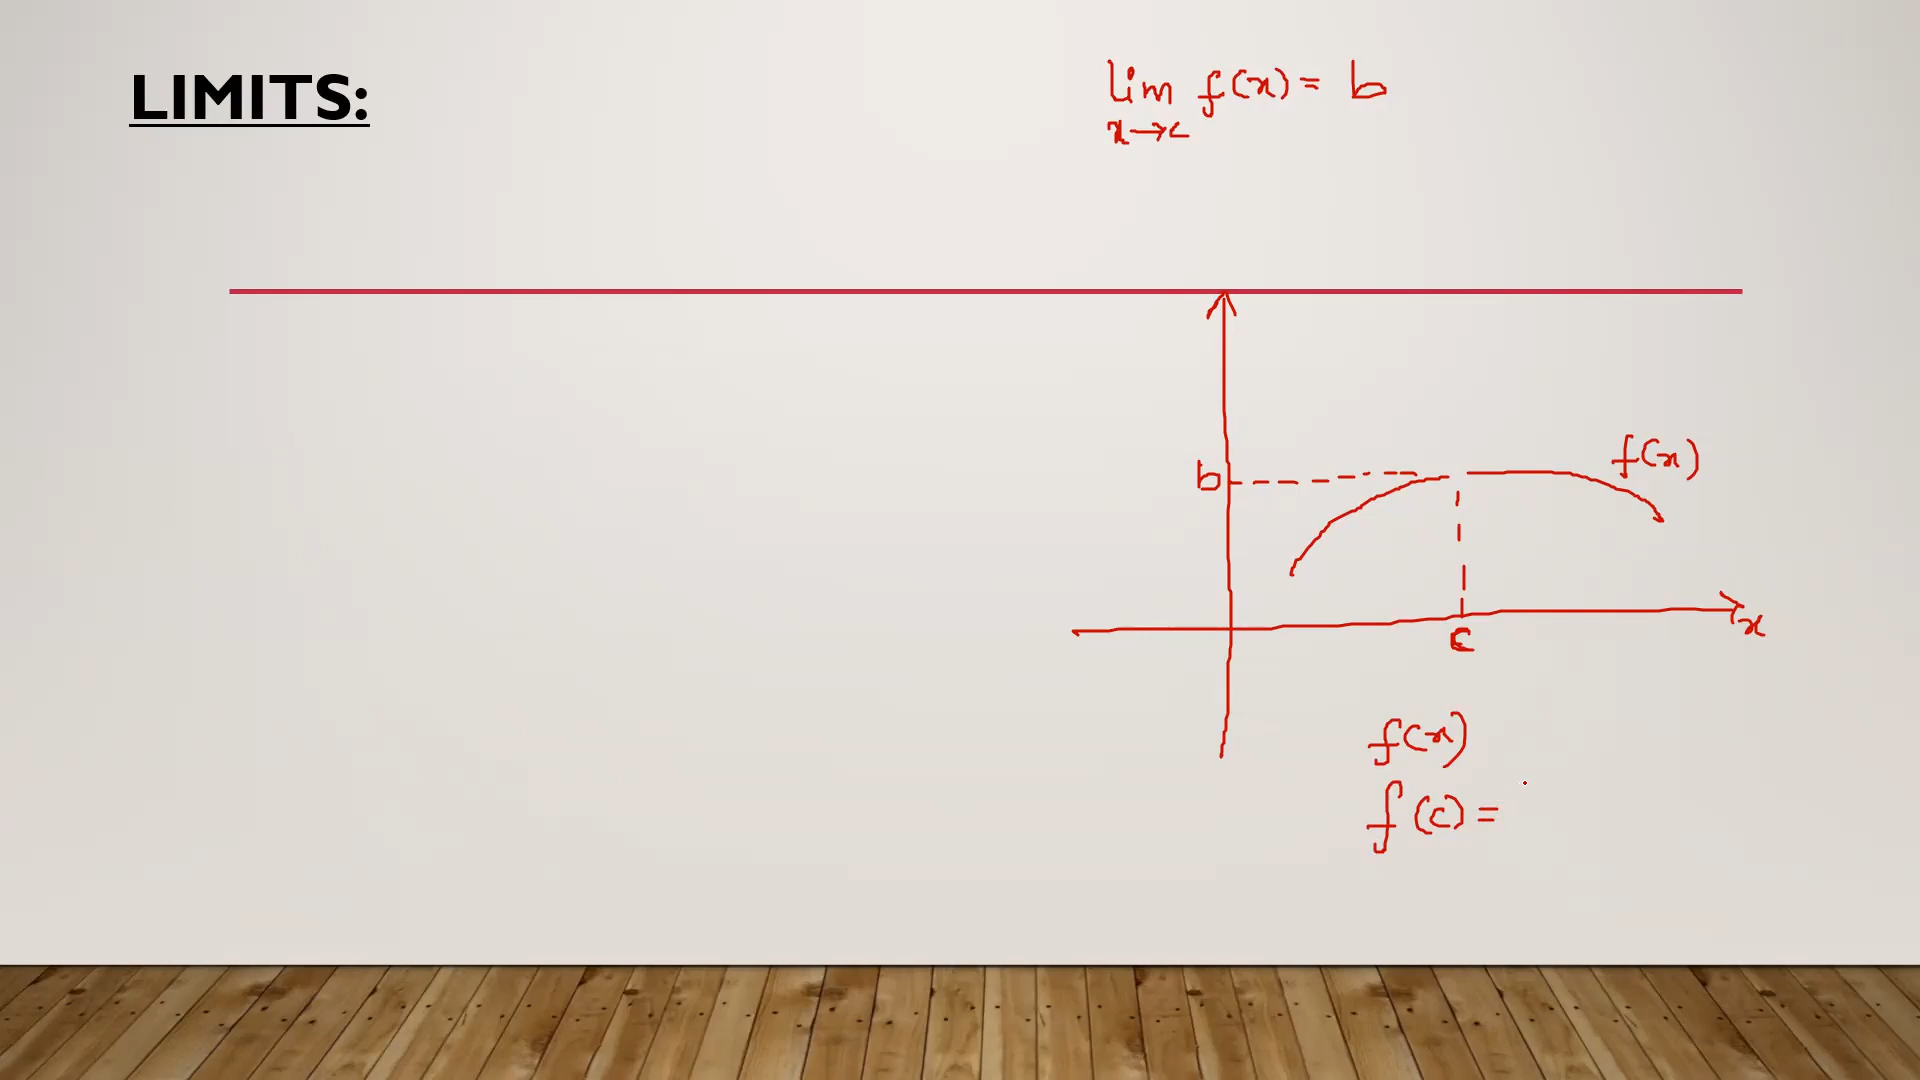 LIMITS:
lim f(x) = b
x→c
f(x)
b
c
x
f(x)
f(c) =